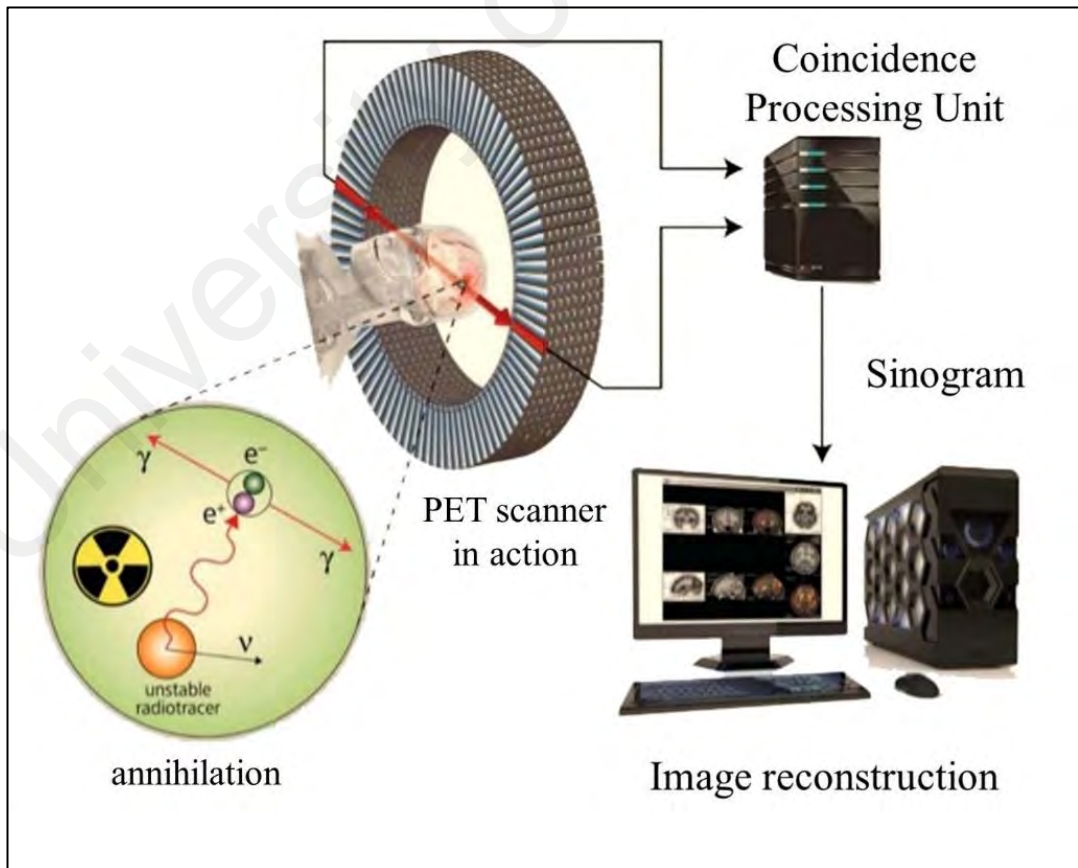 Coincidence
Processing Unit
Sinogram
PET scanner
in action
γ
e⁻
e⁺
γ
ν
unstable
radiotracer
annihilation
Image reconstruction